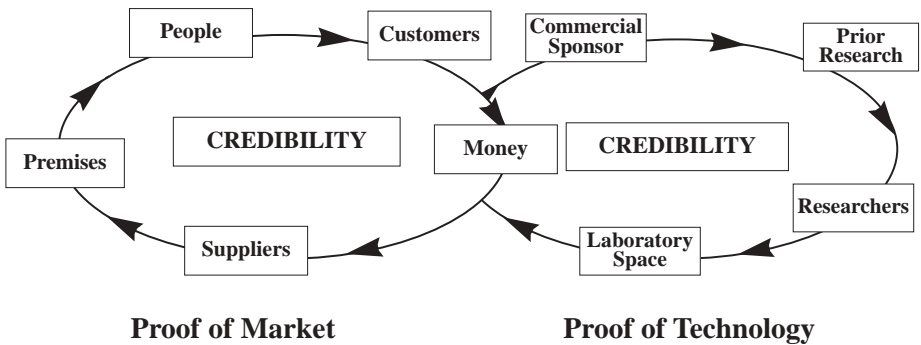 People
Customers
Commercial
Sponsor
Prior
Research
CREDIBILITY
Money
CREDIBILITY
Premises
Researchers
Suppliers
Laboratory
Space
Proof of Market
Proof of Technology